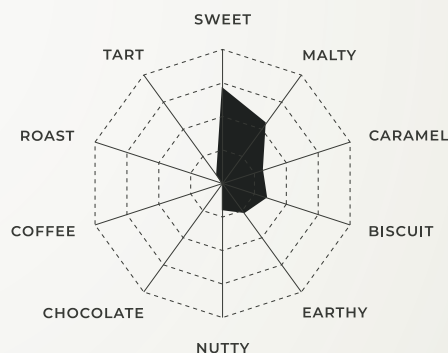 SWEET
MALTY
TART
CARAMEL
ROAST
BISCUIT
COFFEE
EARTHY
CHOCOLATE
NUTTY